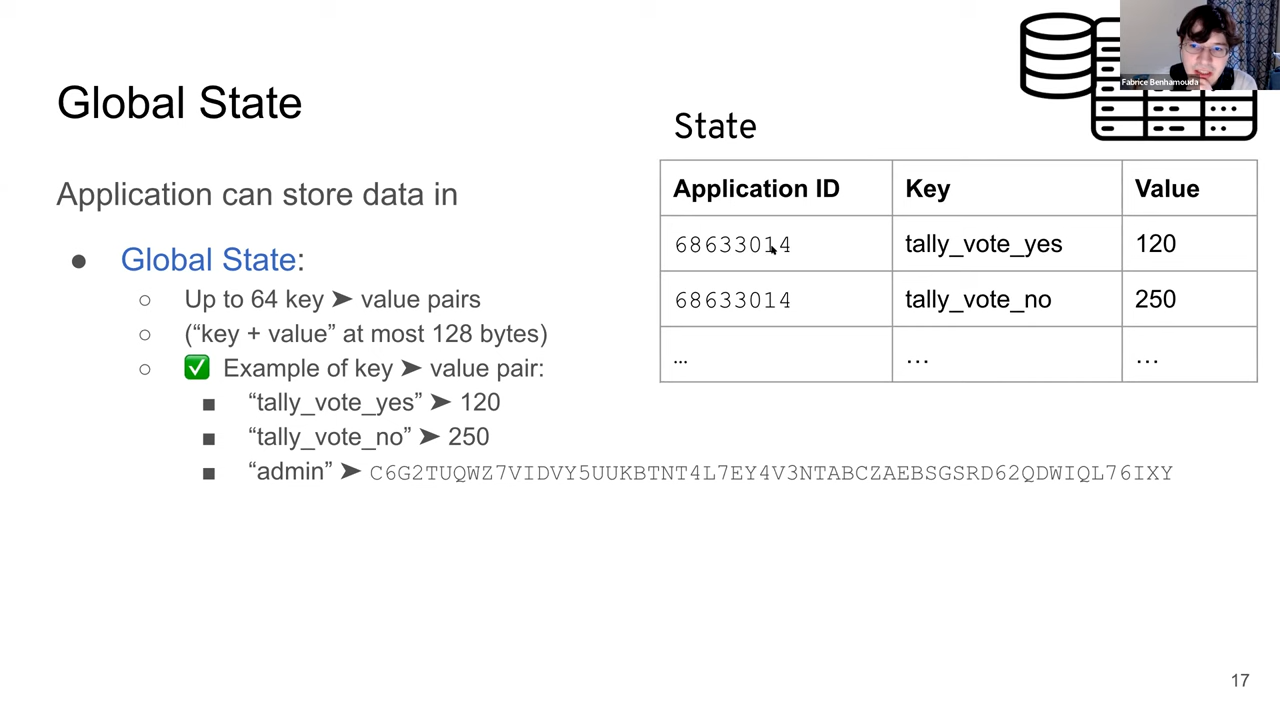 Fabrice Benhamouda
Global State
State
Application can store data in
● Global State:
○ Up to 64 key ➤ value pairs
○ (“key + value” at most 128 bytes)
○ ✅ Example of key ➤ value pair:
■ “tally_vote_yes” ➤ 120
■ “tally_vote_no” ➤ 250
■ “admin” ➤ C6G2TUQWZ7VIDVY5UUKBTNT4L7EY4V3NTABCZAEBSGSRD62QDWIQL76IXY
Application ID Key Value
68633014 tally_vote_yes 120
68633014 tally_vote_no 250
... ... ...
17